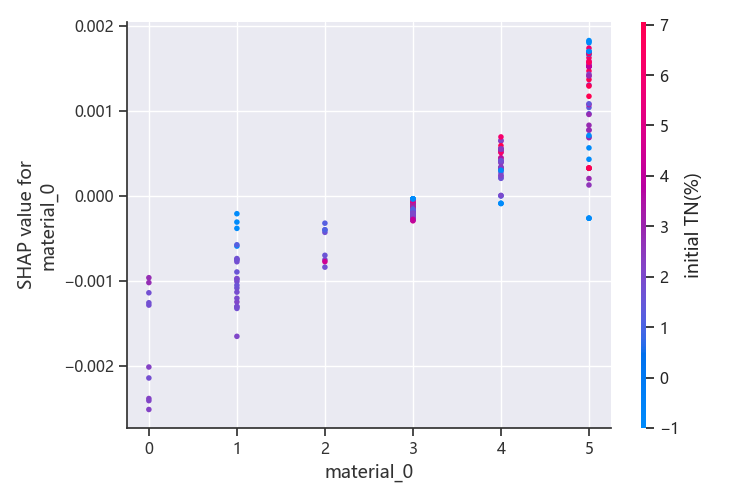 0.002
0.001
0.000
−0.001
−0.002
SHAP value for
material_0
0 1 2 3 4 5
material_0
7
6
5
4
3
2
1
0
−1
initial TN(%)